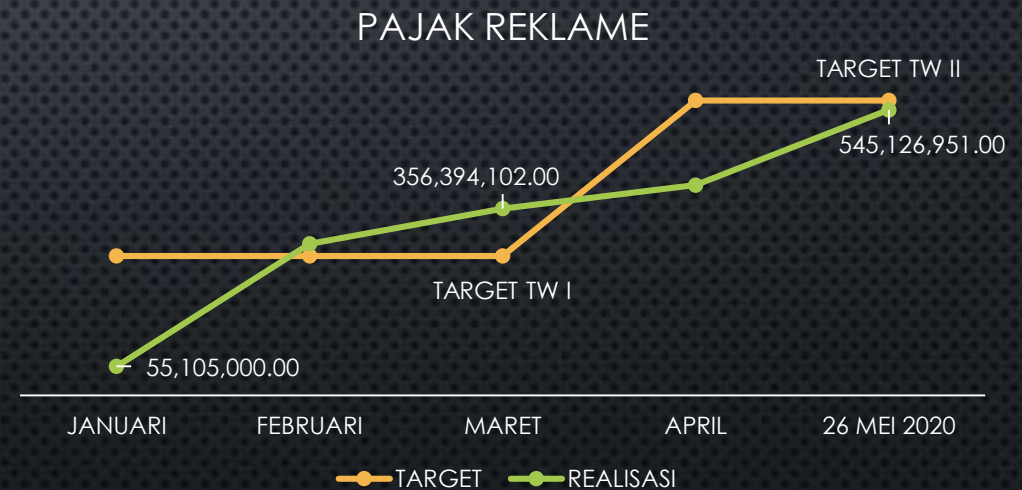 PAJAK REKLAME
TARGET TW II
545,126,951.00
356,394,102.00
TARGET TW I
55,105,000.00
JANUARI
FEBRUARI
MARET
APRIL
26 MEI 2020
TARGET
REALISASI